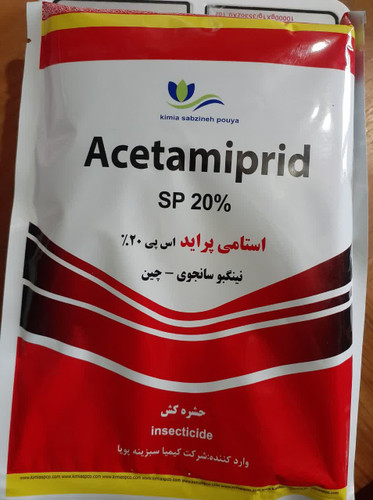 kimia sabzineh pouya
Acetamiprid
SP 20%
استامی پراید اس پی ۲۰٪
نینگبو سانجوی - چین
حشره کش
insecticide
وارد کننده: شرکت کیمیا سبزینه پویا